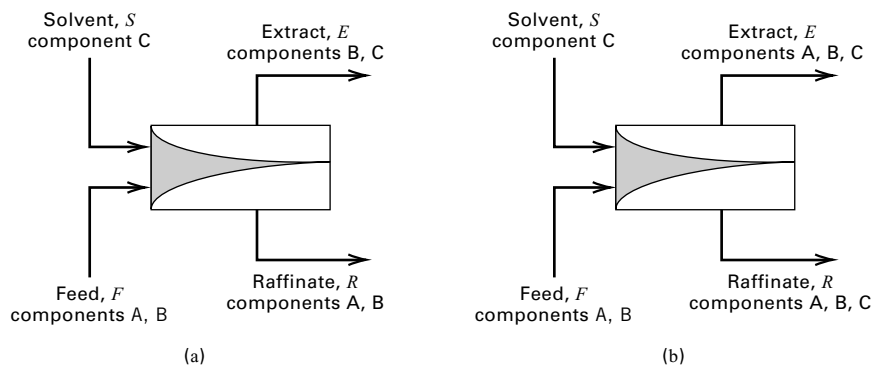 Solvent, S
component C
Extract, E
components B, C
Feed, F
components A, B
Raffinate, R
components A, B
(a)
Solvent, S
component C
Extract, E
components A, B, C
Feed, F
components A, B
Raffinate, R
components A, B, C
(b)